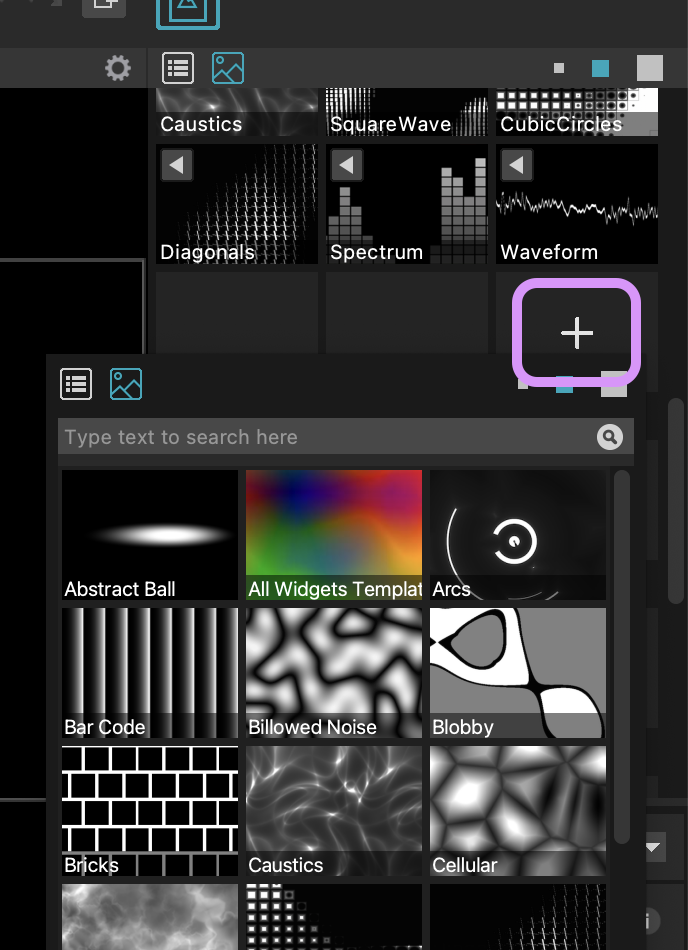 Caustics
SquareWave
CubicCircles
Diagonals
Spectrum
Waveform
Type text to search here
Abstract Ball
All Widgets Templat
Arcs
Bar Code
Billowed Noise
Blobby
Bricks
Caustics
Cellular